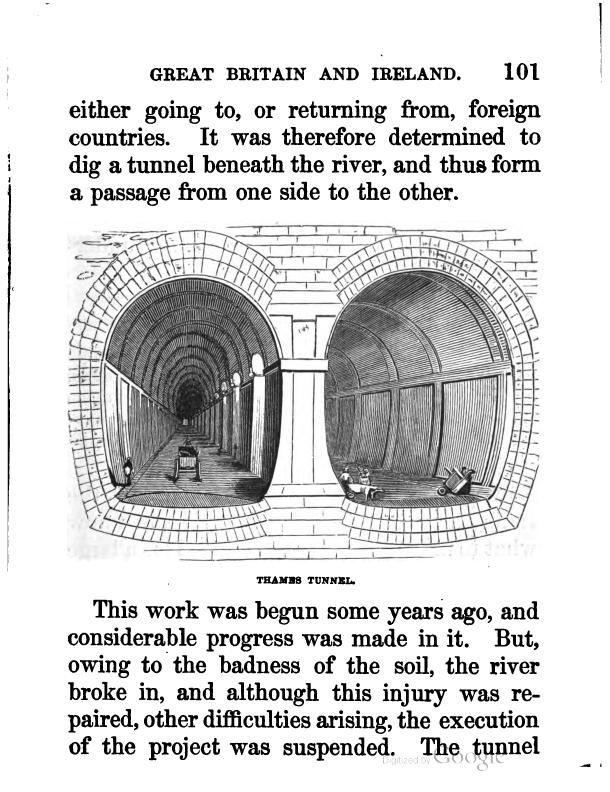 GREAT BRITAIN AND IRELAND. 101
either going to, or returning from, foreign
countries. It was therefore determined to
dig a tunnel beneath the river, and thus form
a passage from one side to the other.
THAMES TUNNEL.
This work was begun some years ago, and
considerable progress was made in it. But,
owing to the badness of the soil, the river
broke in, and although this injury was re-
paired, other difficulties arising, the execution
of the project was suspended. The tunnel
Digitized by Google